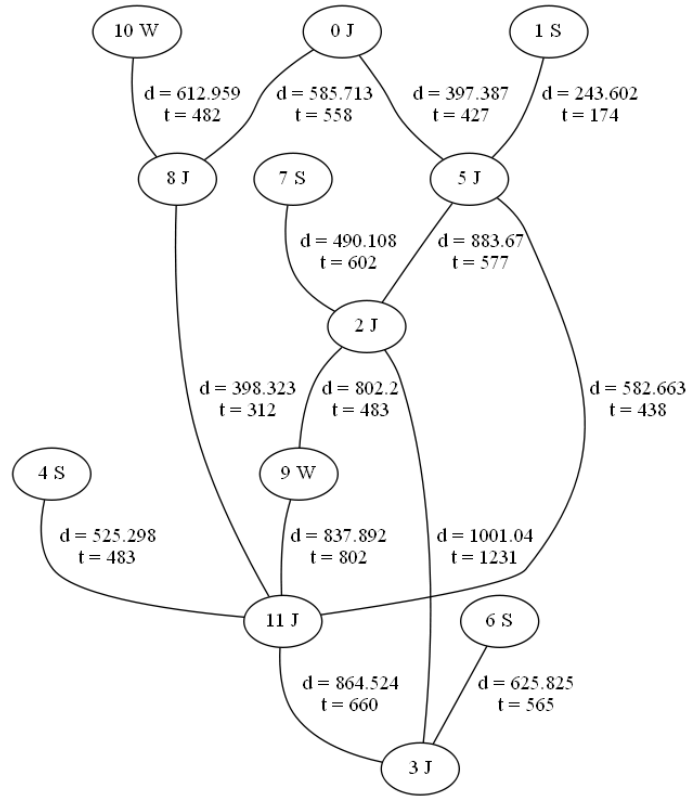 10 W
0 J
1 S
d = 612.959
t = 482
d = 585.713
t = 558
d = 397.387
t = 427
d = 243.602
t = 174
8 J
7 S
5 J
d = 490.108
t = 602
d = 883.67
t = 577
2 J
d = 398.323
t = 312
d = 802.2
t = 483
d = 582.663
t = 438
4 S
9 W
d = 525.298
t = 483
d = 837.892
t = 802
d = 1001.04
t = 1231
11 J
6 S
d = 864.524
t = 660
d = 625.825
t = 565
3 J